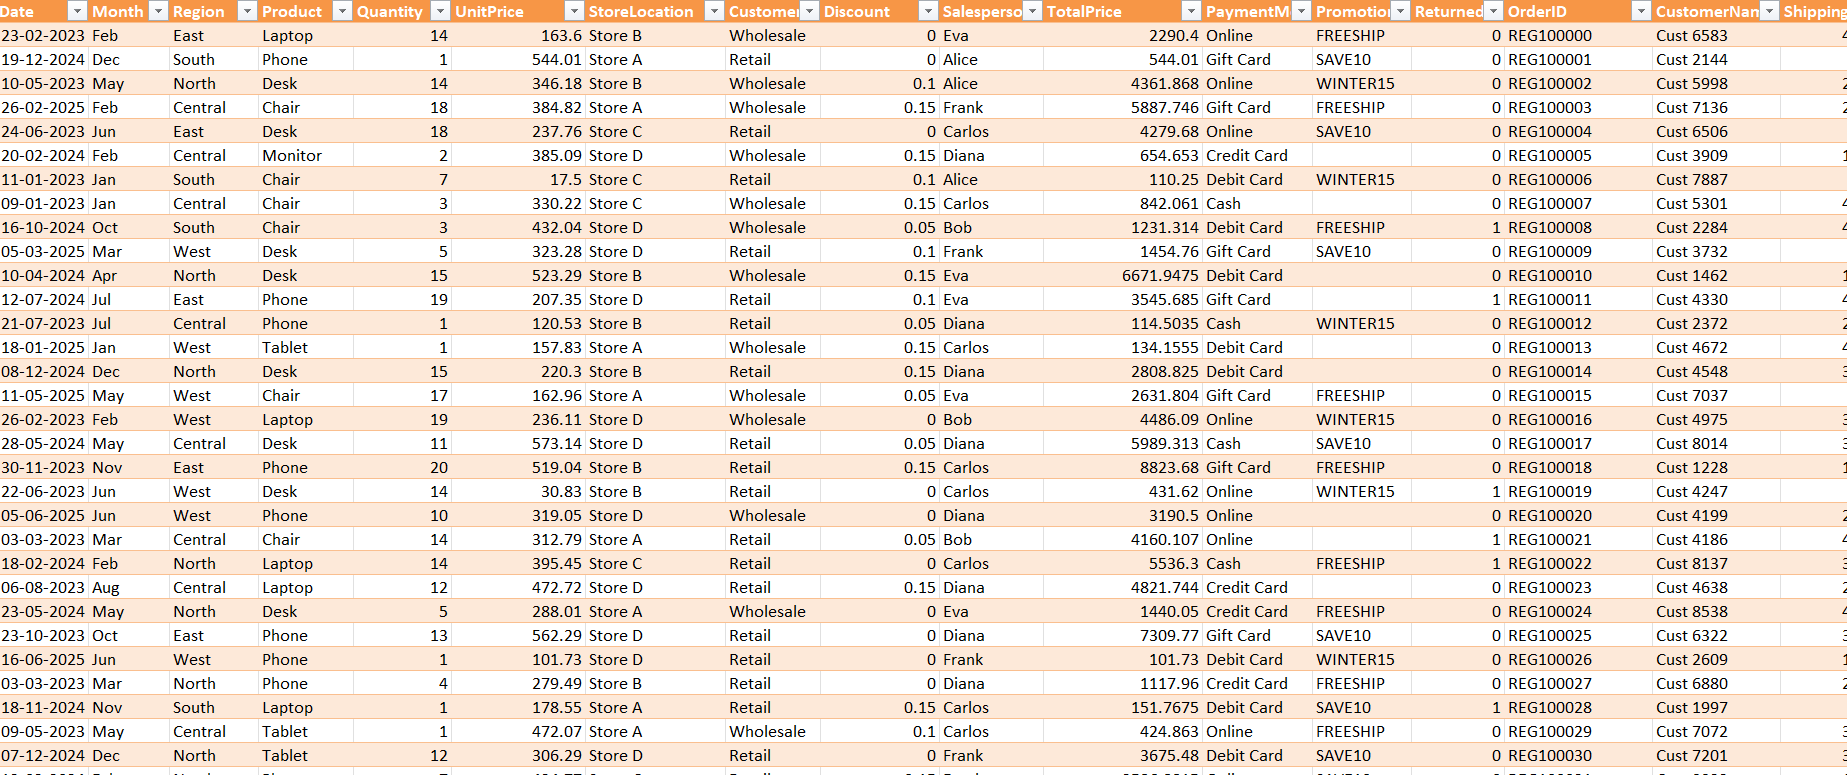 Date Month Region Product Quantity UnitPrice StoreLocation Customer Discount Salesperso TotalPrice PaymentM Promotion Returned OrderID CustomerNan Shipping
23-02-2023 Feb East Laptop 14 163.6 Store B Wholesale 0 Eva 2290.4 Online FREESHIP 0 REG100000 Cust 6583 4
19-12-2024 Dec South Phone 1 544.01 Store A Retail 0 Alice 544.01 Gift Card SAVE10 0 REG100001 Cust 2144
10-05-2023 May North Desk 14 346.18 Store B Wholesale 0.1 Alice 4361.868 Online WINTER15 0 REG100002 Cust 5998 2
26-02-2025 Feb Central Chair 18 384.82 Store A Wholesale 0.15 Frank 5887.746 Gift Card FREESHIP 0 REG100003 Cust 7136 2
24-06-2023 Jun East Desk 18 237.76 Store C Retail 0 Carlos 4279.68 Online SAVE10 0 REG100004 Cust 6506
20-02-2024 Feb Central Monitor 2 385.09 Store D Wholesale 0.15 Diana 654.653 Credit Card 0 REG100005 Cust 3909 1
11-01-2023 Jan South Chair 7 17.5 Store C Retail 0.1 Alice 110.25 Debit Card WINTER15 0 REG100006 Cust 7887
09-01-2023 Jan Central Chair 3 330.22 Store C Wholesale 0.15 Carlos 842.061 Cash 0 REG100007 Cust 5301 4
16-10-2024 Oct South Chair 3 432.04 Store D Wholesale 0.05 Bob 1231.314 Debit Card FREESHIP 1 REG100008 Cust 2284 4
05-03-2025 Mar West Desk 5 323.28 Store D Retail 0.1 Frank 1454.76 Gift Card SAVE10 0 REG100009 Cust 3732
10-04-2024 Apr North Desk 15 523.29 Store B Wholesale 0.15 Eva 6671.9475 Debit Card 0 REG100010 Cust 1462 1
12-07-2024 Jul East Phone 19 207.35 Store D Retail 0.1 Eva 3545.685 Gift Card 1 REG100011 Cust 4330 4
21-07-2023 Jul Central Phone 1 120.53 Store B Retail 0.05 Diana 114.5035 Cash WINTER15 0 REG100012 Cust 2372 2
18-01-2025 Jan West Tablet 1 157.83 Store A Wholesale 0.15 Carlos 134.1555 Debit Card 0 REG100013 Cust 4672 4
08-12-2024 Dec North Desk 15 220.3 Store B Retail 0.15 Diana 2808.825 Debit Card 0 REG100014 Cust 4548 3
11-05-2025 May West Chair 17 162.96 Store A Wholesale 0.05 Eva 2631.804 Gift Card FREESHIP 0 REG100015 Cust 7037
26-02-2023 Feb West Laptop 19 236.11 Store D Wholesale 0 Bob 4486.09 Online WINTER15 0 REG100016 Cust 4975 3
28-05-2024 May Central Desk 11 573.14 Store D Retail 0.05 Diana 5989.313 Cash SAVE10 0 REG100017 Cust 8014 3
30-11-2023 Nov East Phone 20 519.04 Store B Retail 0.15 Carlos 8823.68 Gift Card FREESHIP 0 REG100018 Cust 1228 1
22-06-2023 Jun West Desk 14 30.83 Store B Retail 0 Carlos 431.62 Online WINTER15 1 REG100019 Cust 4247
05-06-2025 Jun West Phone 10 319.05 Store D Wholesale 0 Diana 3190.5 Online 0 REG100020 Cust 4199 2
03-03-2023 Mar Central Chair 14 312.79 Store A Retail 0.05 Bob 4160.107 Online 1 REG100021 Cust 4186 4
18-02-2024 Feb North Laptop 14 395.45 Store C Retail 0 Carlos 5536.3 Cash FREESHIP 1 REG100022 Cust 8137 3
06-08-2023 Aug Central Laptop 12 472.72 Store D Retail 0.15 Diana 4821.744 Credit Card 0 REG100023 Cust 4638 2
23-05-2024 May North Desk 5 288.01 Store A Wholesale 0 Eva 1440.05 Credit Card FREESHIP 0 REG100024 Cust 8538 4
23-10-2023 Oct East Phone 13 562.29 Store D Retail 0 Diana 7309.77 Gift Card SAVE10 0 REG100025 Cust 6322 3
16-06-2025 Jun West Phone 1 101.73 Store D Retail 0 Frank 101.73 Debit Card WINTER15 0 REG100026 Cust 2609 1
03-03-2023 Mar North Phone 4 279.49 Store B Retail 0 Diana 1117.96 Credit Card FREESHIP 0 REG100027 Cust 6880 2
18-11-2024 Nov South Laptop 1 178.55 Store A Retail 0.15 Carlos 151.7675 Debit Card SAVE10 1 REG100028 Cust 1997
09-05-2023 May Central Tablet 1 472.07 Store A Wholesale 0.1 Carlos 424.863 Online FREESHIP 0 REG100029 Cust 7072 3
07-12-2024 Dec North Tablet 12 306.29 Store D Retail 0 Frank 3675.48 Debit Card SAVE10 0 REG100030 Cust 7201 3